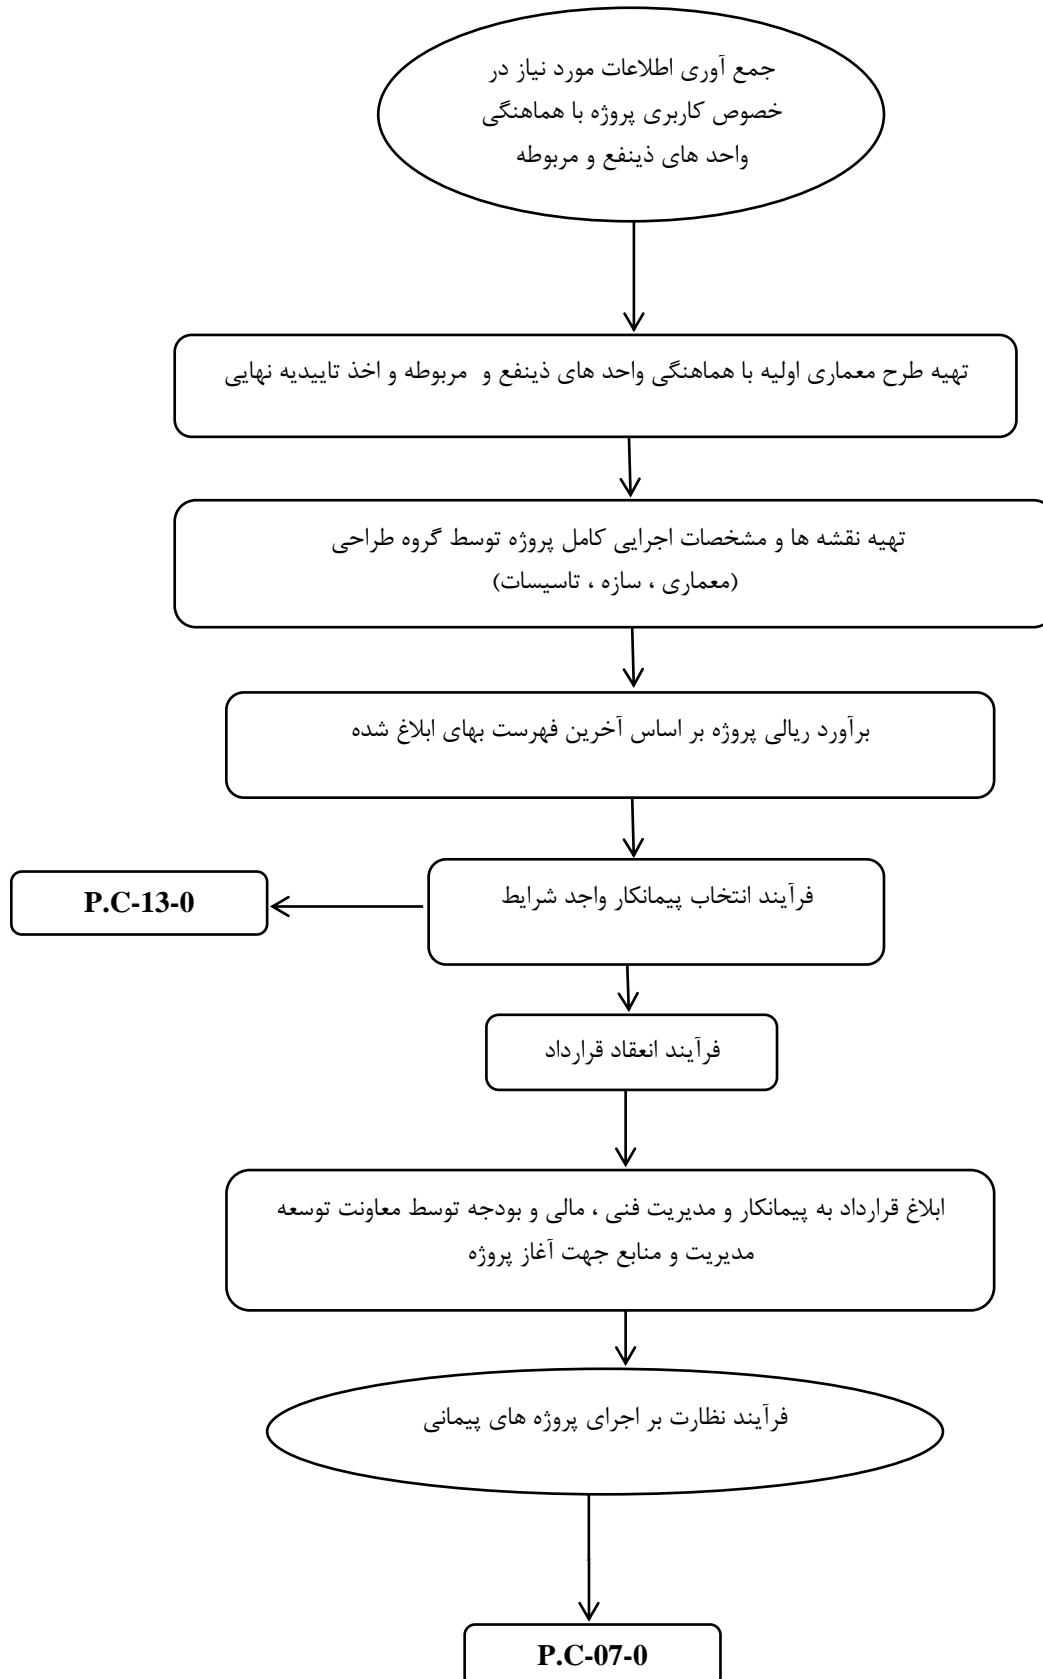 جمع آوری اطلاعات مورد نیاز در
خصوص کاربری پروژه با هماهنگی
واحد های ذینفع و مربوطه
تهیه طرح معماری اولیه با هماهنگی واحد های ذینفع و مربوطه و اخذ تاییدیه نهایی
تهیه نقشه ها و مشخصات اجرایی کامل پروژه توسط گروه طراحی
(معماری ، سازه ، تاسیسات)
برآورد ریالی پروژه بر اساس آخرین فهرست بهای ابلاغ شده
فرآیند انتخاب پیمانکار واجد شرایط
P.C-13-0
فرآیند انعقاد قرارداد
ابلاغ قرارداد به پیمانکار و مدیریت فنی ، مالی و بودجه توسط معاونت توسعه
مدیریت و منابع جهت آغاز پروژه
فرآیند نظارت بر اجرای پروژه های پیمانی
P.C-07-0